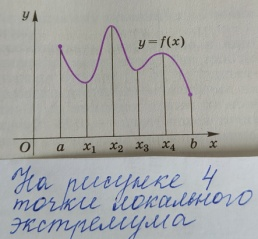 y
y = f(x)
O a x₁ x₂ x₃ x₄ b x
На рисунке 4
точки локального
экстремума